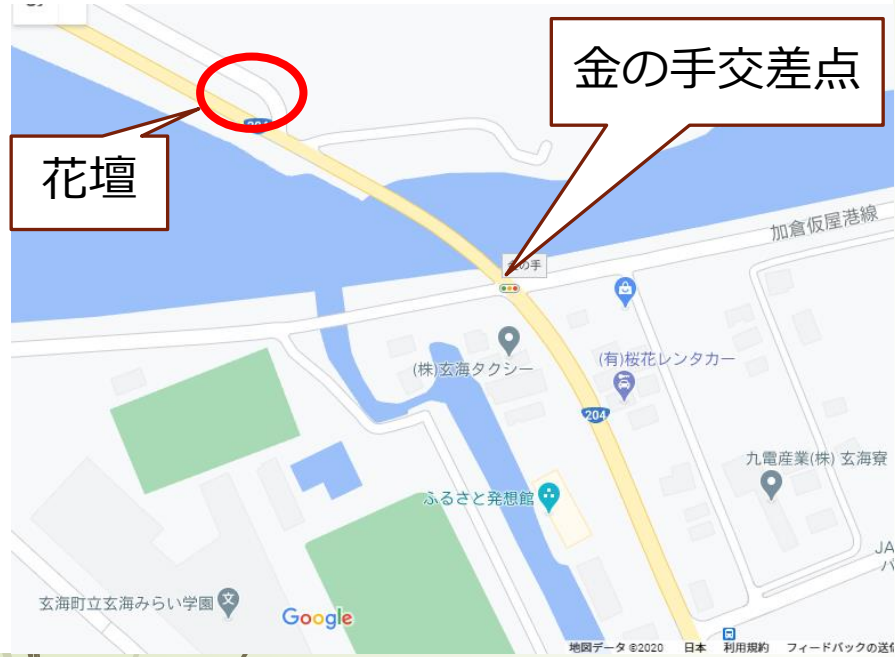 金の手交差点
花壇
204
金の手
加倉仮屋港線
(株)玄海タクシー
(有)桜花レンタカー
204
九電産業(株) 玄海寮
ふるさと発想館
JA
玄海町立玄海みらい学園
文
Google
地図データ ©2020 日本 利用規約 フィードバックの送信